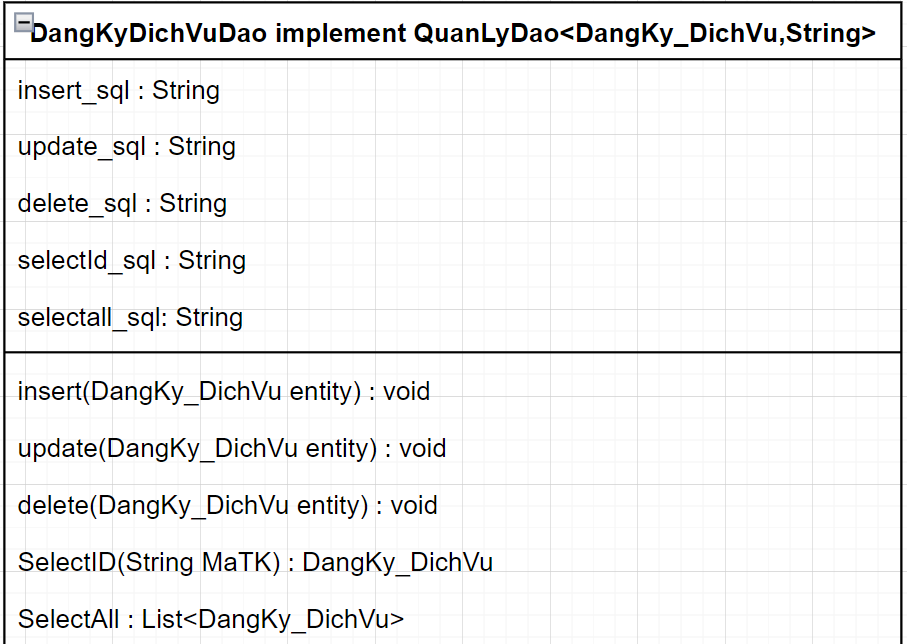 DangKyDichVuDao implement QuanLyDao<DangKy_DichVu,String>
insert_sql : String
update_sql : String
delete_sql : String
selectId_sql : String
selectall_sql: String
insert(DangKy_DichVu entity) : void
update(DangKy_DichVu entity) : void
delete(DangKy_DichVu entity) : void
SelectID(String MaTK) : DangKy_DichVu
SelectAll : List<DangKy_DichVu>